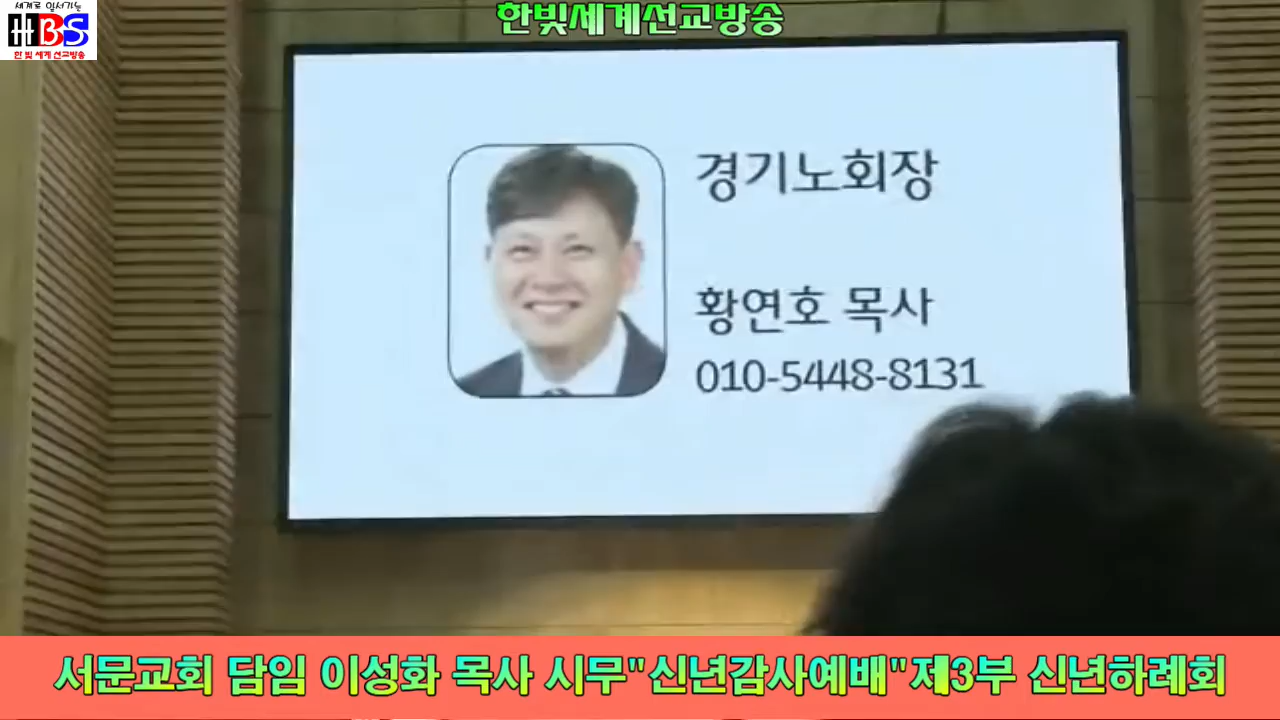 세계로 앞서가는
HBS
한빛세계선교방송
한빛세계선교방송
경기노회장
황연호 목사
010-5448-8131
서문교회 담임 이성화 목사 시무"신년감사예배"제3부 신년하례회